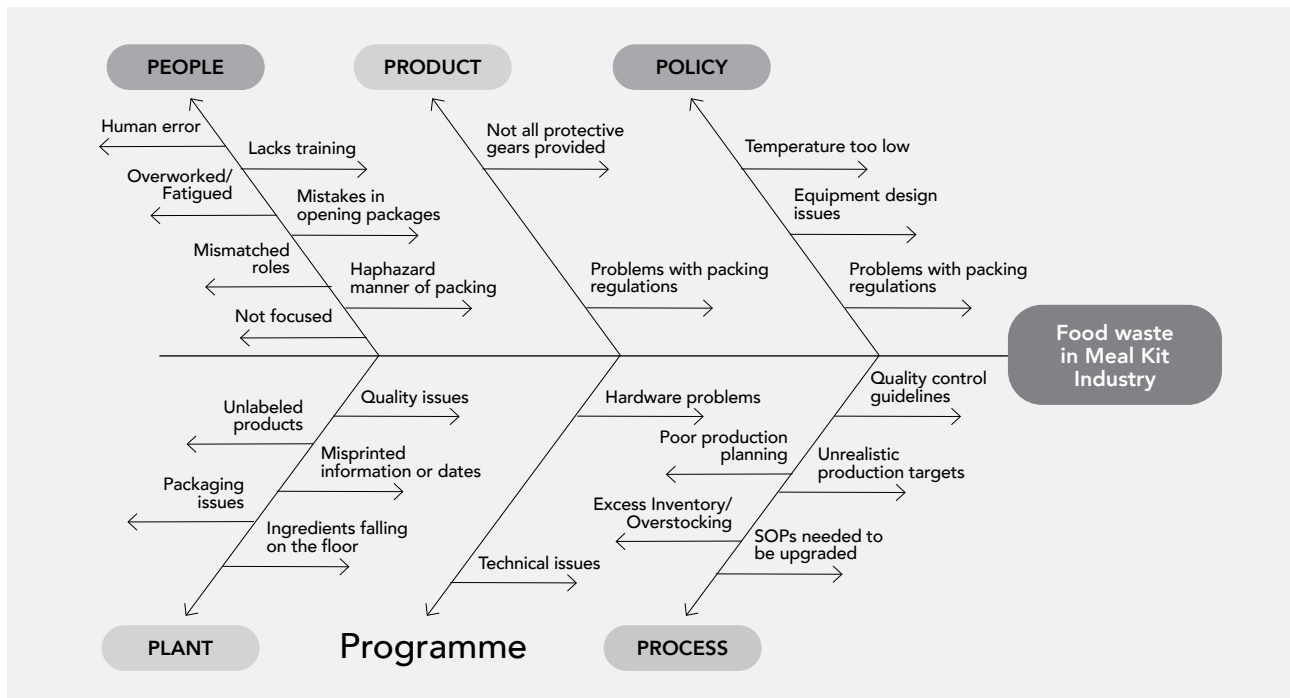 PEOPLE
PRODUCT
POLICY
Human error
Lacks training
Overworked/
Fatigued
Mistakes in
opening packages
Mismatched
roles
Haphazard
manner of packing
Not focused
Not all protective
gears provided
Problems with packing
regulations
Temperature too low
Equipment design
issues
Problems with packing
regulations
Food waste
in Meal Kit
Industry
Quality issues
Unlabeled
products
Misprinted
information or dates
Packaging
issues
Ingredients falling
on the floor
Hardware problems
Technical issues
Quality control
guidelines
Poor production
planning
Unrealistic
production targets
Excess Inventory/
Overstocking
SOPs needed to
be upgraded
PLANT
Programme
PROCESS